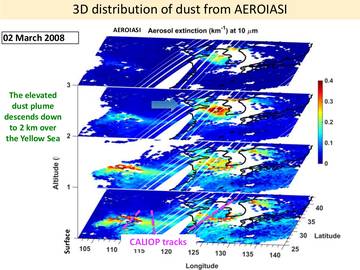 3D distribution of dust from AEROIASI
02 March 2008
AEROIASI Aerosol extinction (km-1) at 10 μm
The elevated
dust plume
descends down
to 2 km over
the Yellow Sea
3
2
1
Surface
Altitude (
0.4
0.3
0.2
0.1
0
105 110 115 120 125 130 135 140 145
Longitude
25
30
35
40
Latitude
CALIOP tracks